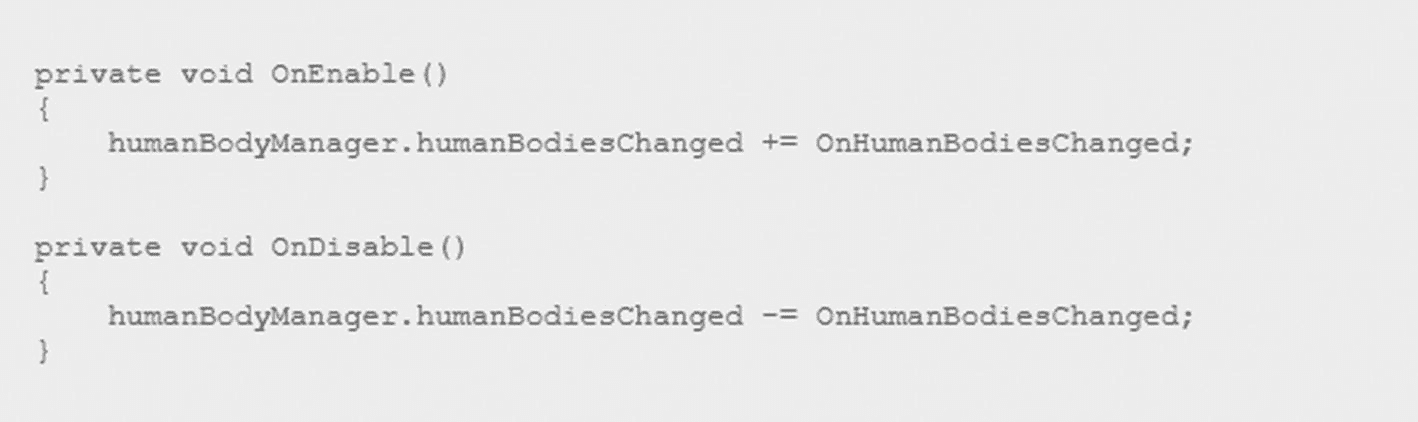 private void OnEnable()
{
    humanBodyManager.humanBodiesChanged += OnHumanBodiesChanged;
}

private void OnDisable()
{
    humanBodyManager.humanBodiesChanged -= OnHumanBodiesChanged;
}